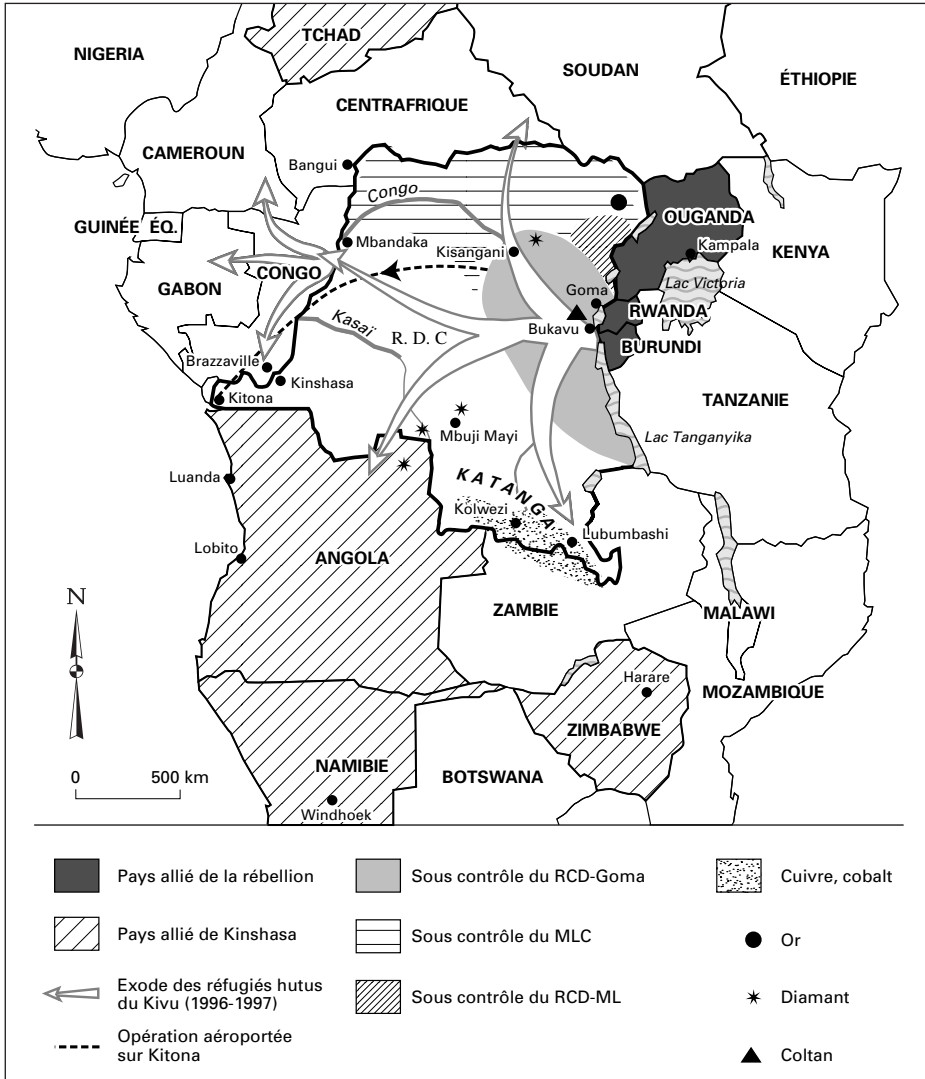 TCHAD
NIGERIA
SOUDAN
ÉTHIOPIE
CENTRAFRIQUE
CAMEROUN
Bangui
Congo
OUGANDA
GUINÉE ÉQ.
Mbandaka
Kisangani
Kampala
KENYA
CONGO
GABON
Lac Victoria
Goma
RWANDA
Kasaï
R. D. C
Bukavu
BURUNDI
Brazzaville
Kinshasa
Kitona
TANZANIE
Mbuji Mayi
Lac Tanganyika
Luanda
KATANGA
Kolwezi
Lubumbashi
Lobito
ANGOLA
N
ZAMBIE
MALAWI
Harare
MOZAMBIQUE
ZIMBABWE
0 500 km
NAMIBIE
BOTSWANA
Windhoek
Pays allié de la rébellion
Sous contrôle du RCD-Goma
Cuivre, cobalt
Pays allié de Kinshasa
Sous contrôle du MLC
Or
Exode des réfugiés hutus
du Kivu (1996-1997)
Sous contrôle du RCD-ML
Diamant
Opération aéroportée
sur Kitona
Coltan